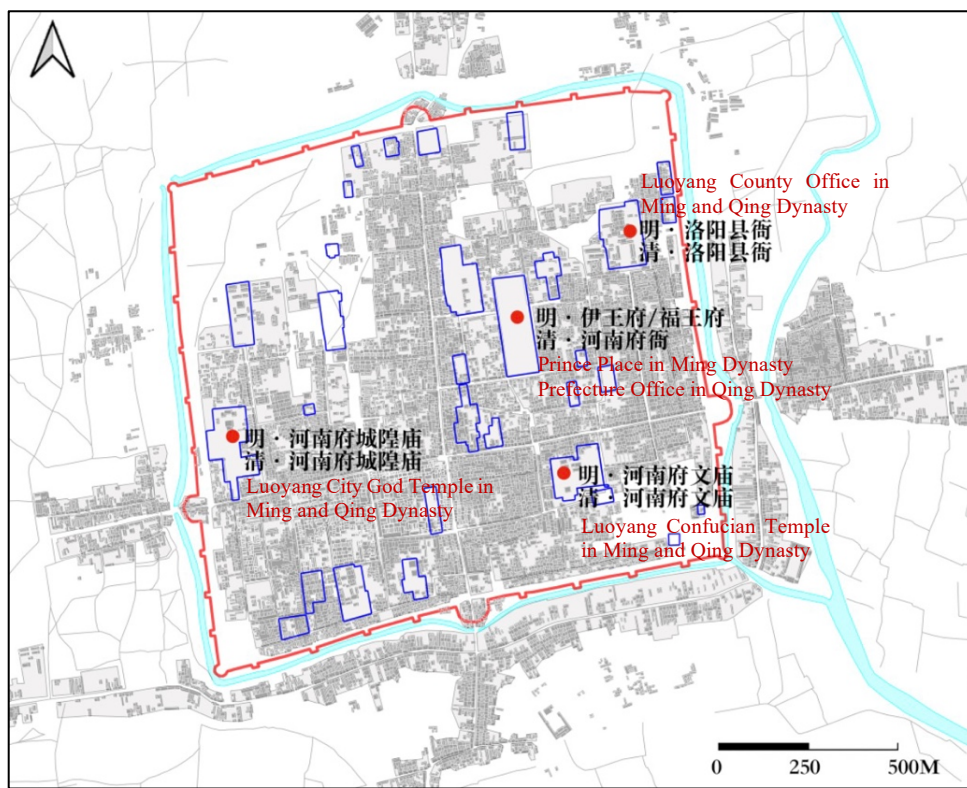 Luoyang County Office in
Ming and Qing Dynasty
明·洛阳县衙
清·洛阳县衙
明·伊王府/福王府
清·河南府衙
Prince Place in Ming Dynasty
Prefecture Office in Qing Dynasty
明·河南府城隍庙
清·河南府城隍庙
Luoyang City God Temple in
Ming and Qing Dynasty
明·河南府文庙
清·河南府文庙
Luoyang Confucian Temple
in Ming and Qing Dynasty
0 250 500M